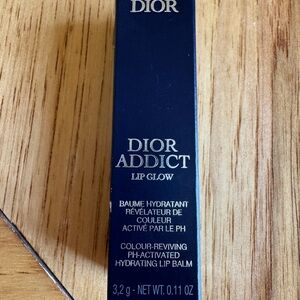 DIOR
DIOR
ADDICT
LIP GLOW
BAUME HYDRATANT
RÉVÉLATEUR DE
COULEUR
ACTIVÉ PAR LE PH
COLOUR-REVIVING
PH-ACTIVATED
HYDRATING LIP BALM
3,2 g - NET WT. 0.11 OZ